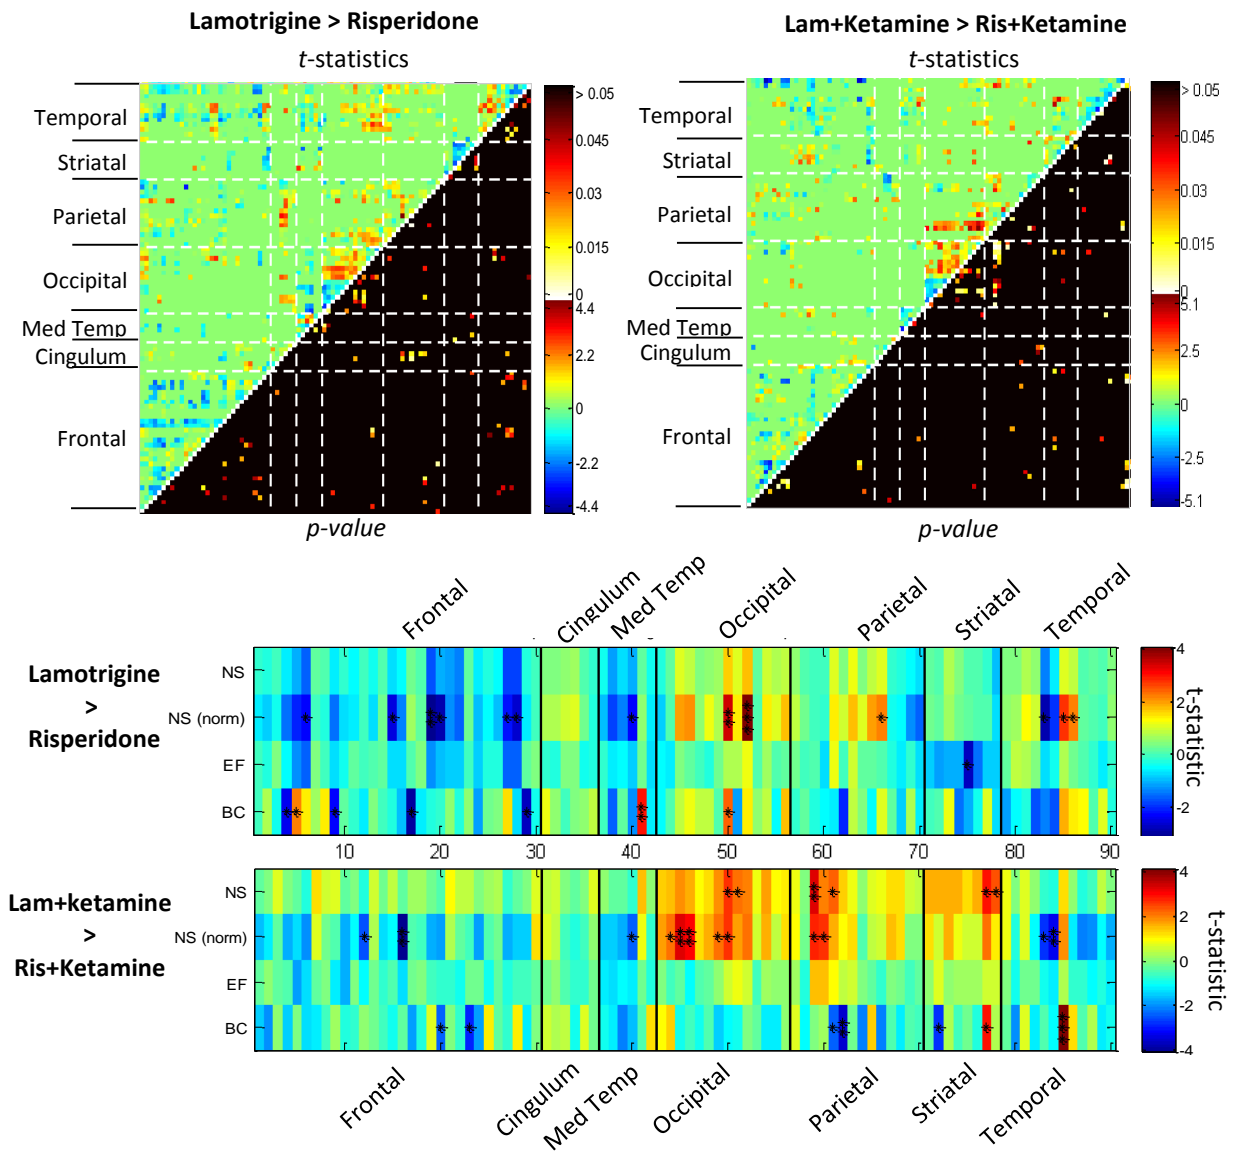 Lamotrigine > Risperidone
t-statistics
Temporal
Striatal
Parietal
Occipital
Med Temp
Cingulum
Frontal
> 0.05
0.045
0.03
0.015
0
4.4
2.2
0
-2.2
-4.4
p-value
Lam+Ketamine > Ris+Ketamine
t-statistics
Temporal
Striatal
Parietal
Occipital
Med Temp
Cingulum
Frontal
> 0.05
0.045
0.03
0.015
0
5.1
2.5
0
-2.5
-5.1
p-value
Frontal
Cingulum
Med Temp
Occipital
Parietal
Striatal
Temporal
Lamotrigine
>
Risperidone
NS
NS (norm)
EF
BC
4
2
0
-2
t-statistic
10 20 30 40 50 60 70 80 90
Lam+ketamine
>
Ris+Ketamine
NS
NS (norm)
EF
BC
4
2
0
-2
-4
t-statistic
Frontal
Cingulum
Med Temp
Occipital
Parietal
Striatal
Temporal